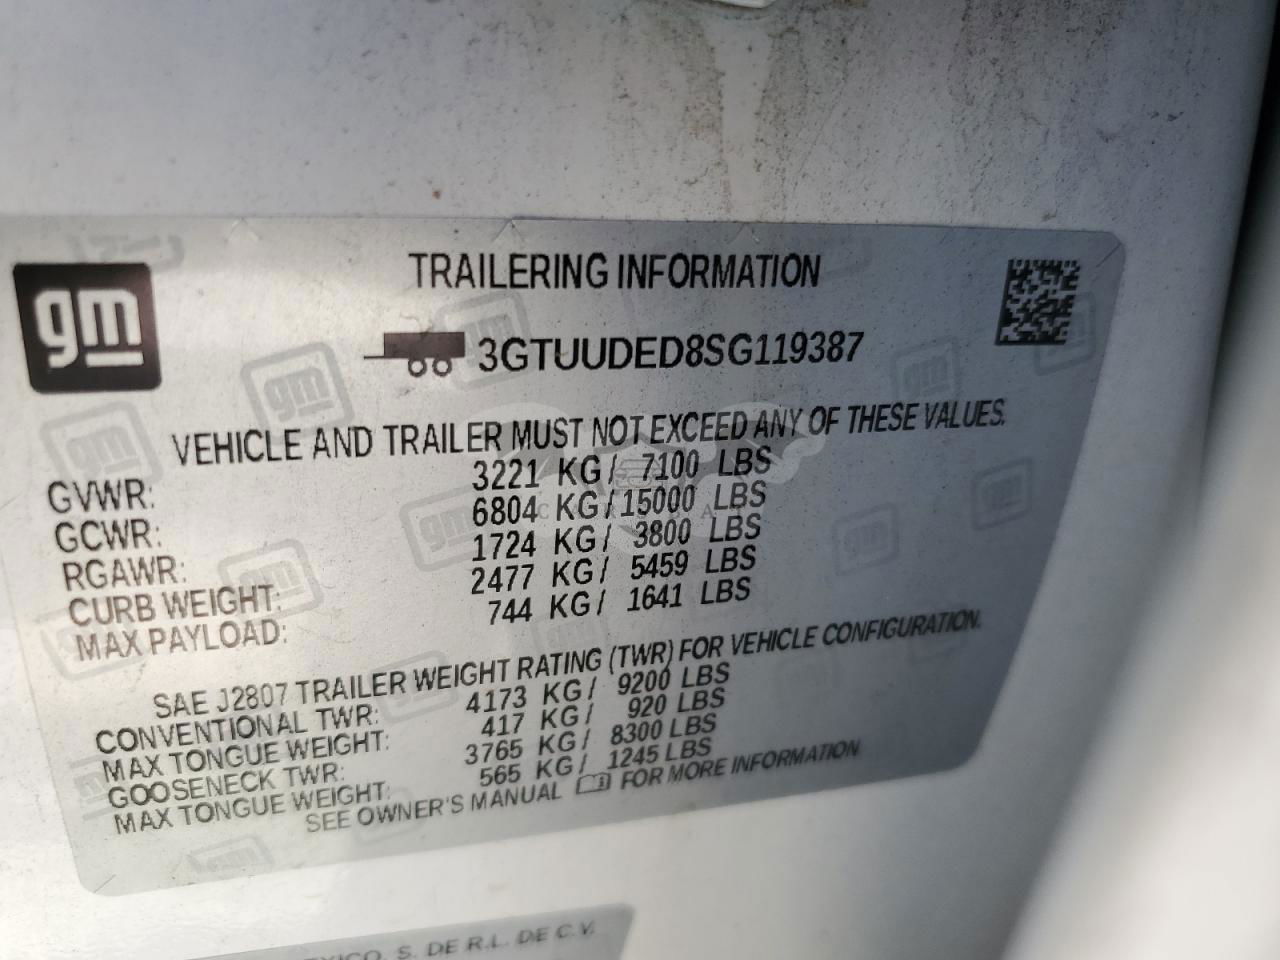 gm
TRAILERING INFORMATION
3GTUUDED8SG119387
VEHICLE AND TRAILER MUST NOT EXCEED ANY OF THESE VALUES.
GVWR: 3221 KG/ 7100 LBS
GCWR: 6804 KG/15000 LBS
RGAWR: 1724 KG/ 3800 LBS
CURB WEIGHT: 2477 KG/ 5459 LBS
MAX PAYLOAD: 744 KG/ 1641 LBS
SAE J2807 TRAILER WEIGHT RATING (TWR) FOR VEHICLE CONFIGURATION.
CONVENTIONAL TWR: 4173 KG/ 9200 LBS
MAX TONGUE WEIGHT: 417 KG/ 920 LBS
GOOSENECK TWR: 3765 KG/ 8300 LBS
MAX TONGUE WEIGHT: 565 KG/ 1245 LBS
SEE OWNER'S MANUAL FOR MORE INFORMATION
S. DE R.L. DE C.V.